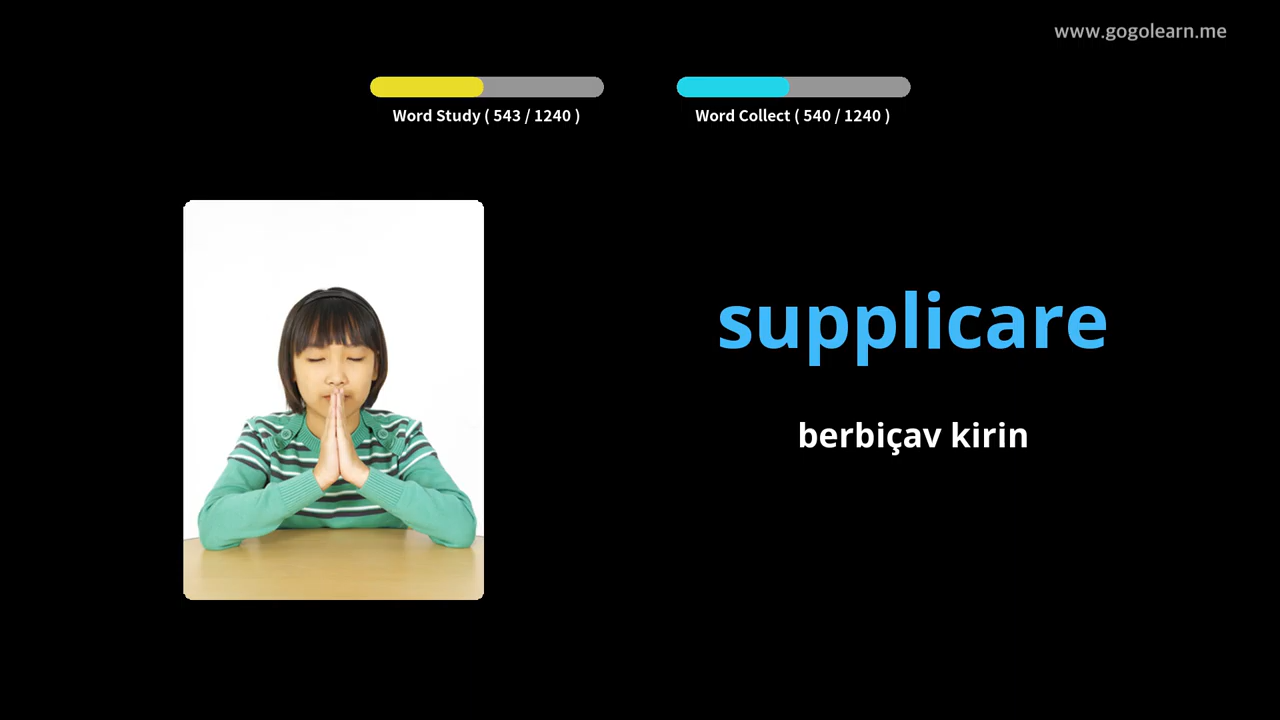 www.gogolearn.me
Word Study ( 543 / 1240 )
Word Collect ( 540 / 1240 )
supplicare
berbiçav kirin